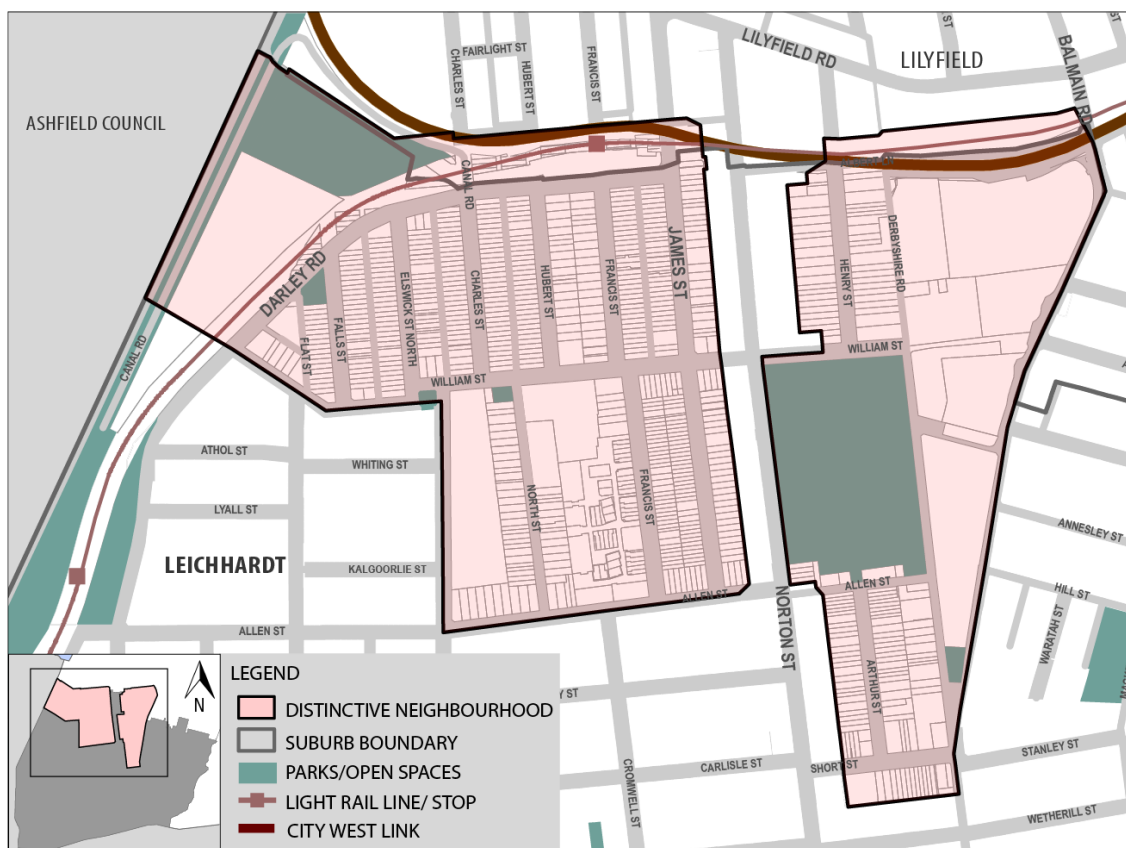 FAIRLIGHT ST
CHARLES ST
HUBERT ST
FRANCIS ST
LILYFIELD RD
LILYFIELD
BALMAIN RD
ASHFIELD COUNCIL
CANAL RD
DARLEY RD
JAMES ST
HENRY ST
DERBYSHIRE RD
FLAT ST
FALLS ST
ELSWICK ST NORTH
CHARLES ST
HUBERT ST
FRANCIS ST
CANAL RD
WILLIAM ST
WILLIAM ST
ATHOL ST
WHITING ST
LYALL ST
NORTH ST
FRANCIS ST
LEICHHARDT
KALGOORLIE ST
ALLEN ST
ALLEN ST
ALLEN ST
NORTON ST
ANNESLEY ST
HILL ST
WARATAH ST
ARTHUR ST
CROMWELL ST
CARLISLE ST
SHORT ST
STANLEY ST
WETHERILL ST
N
LEGEND
DISTINCTIVE NEIGHBOURHOOD
SUBURB BOUNDARY
PARKS/OPEN SPACES
LIGHT RAIL LINE/ STOP
CITY WEST LINK